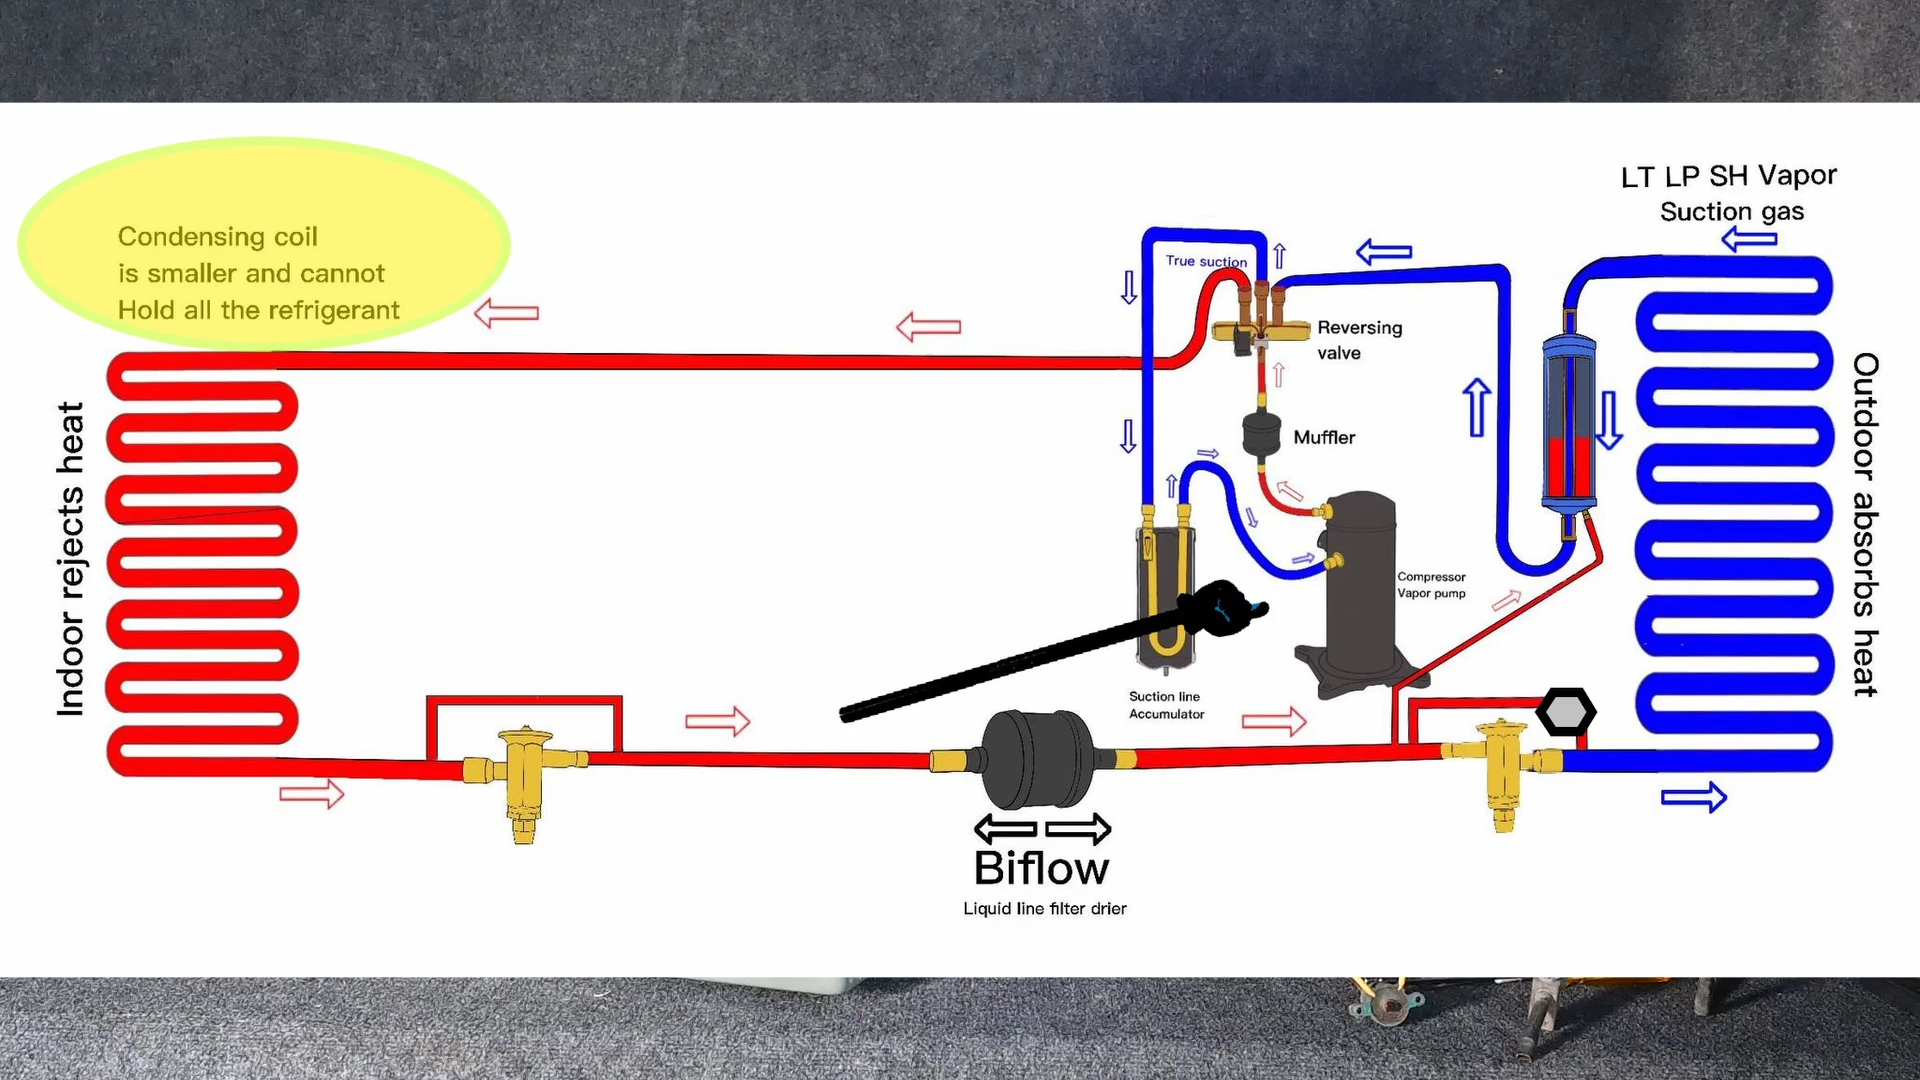 Condensing coil
is smaller and cannot
Hold all the refrigerant
LT LP SH Vapor
Suction gas
True suction
Reversing
valve
Muffler
Indoor rejects heat
Outdoor absorbs heat
Compressor
Vapor pump
Suction line
Accumulator
Biflow
Liquid line filter drier